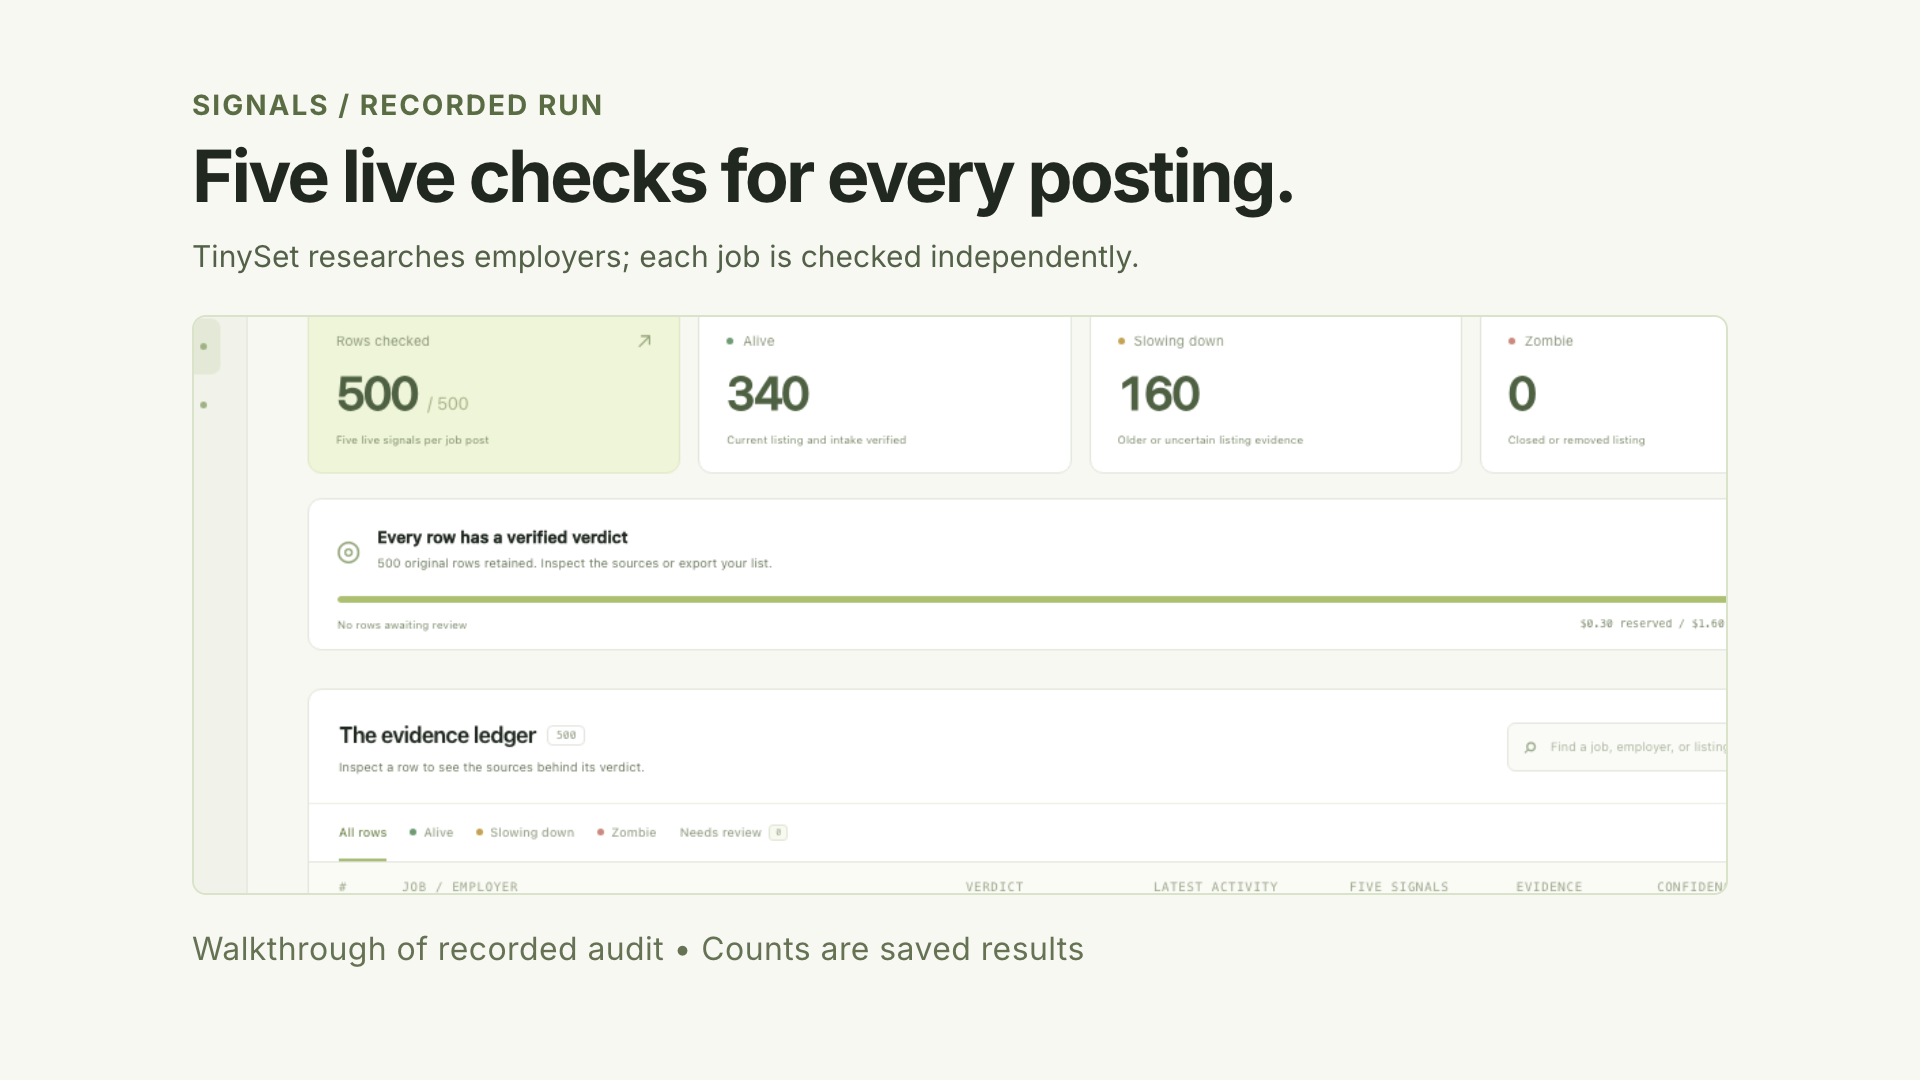 SIGNALS / RECORDED RUN
Five live checks for every posting.
TinySet researches employers; each job is checked independently.
Rows checked
500 / 500
Five live signals per job post
Alive
340
Current listing and intake verified
Slowing down
160
Older or uncertain listing evidence
Zombie
0
Closed or removed listing
Every row has a verified verdict
500 original rows retained. Inspect the sources or export your list.
No rows awaiting review
$0.30 reserved / $1.60
The evidence ledger 500
Inspect a row to see the sources behind its verdict.
Find a job, employer, or listing
All rows Alive Slowing down Zombie Needs review 0
# JOB / EMPLOYER VERDICT LATEST ACTIVITY FIVE SIGNALS EVIDENCE CONFIDEN
Walkthrough of recorded audit • Counts are saved results